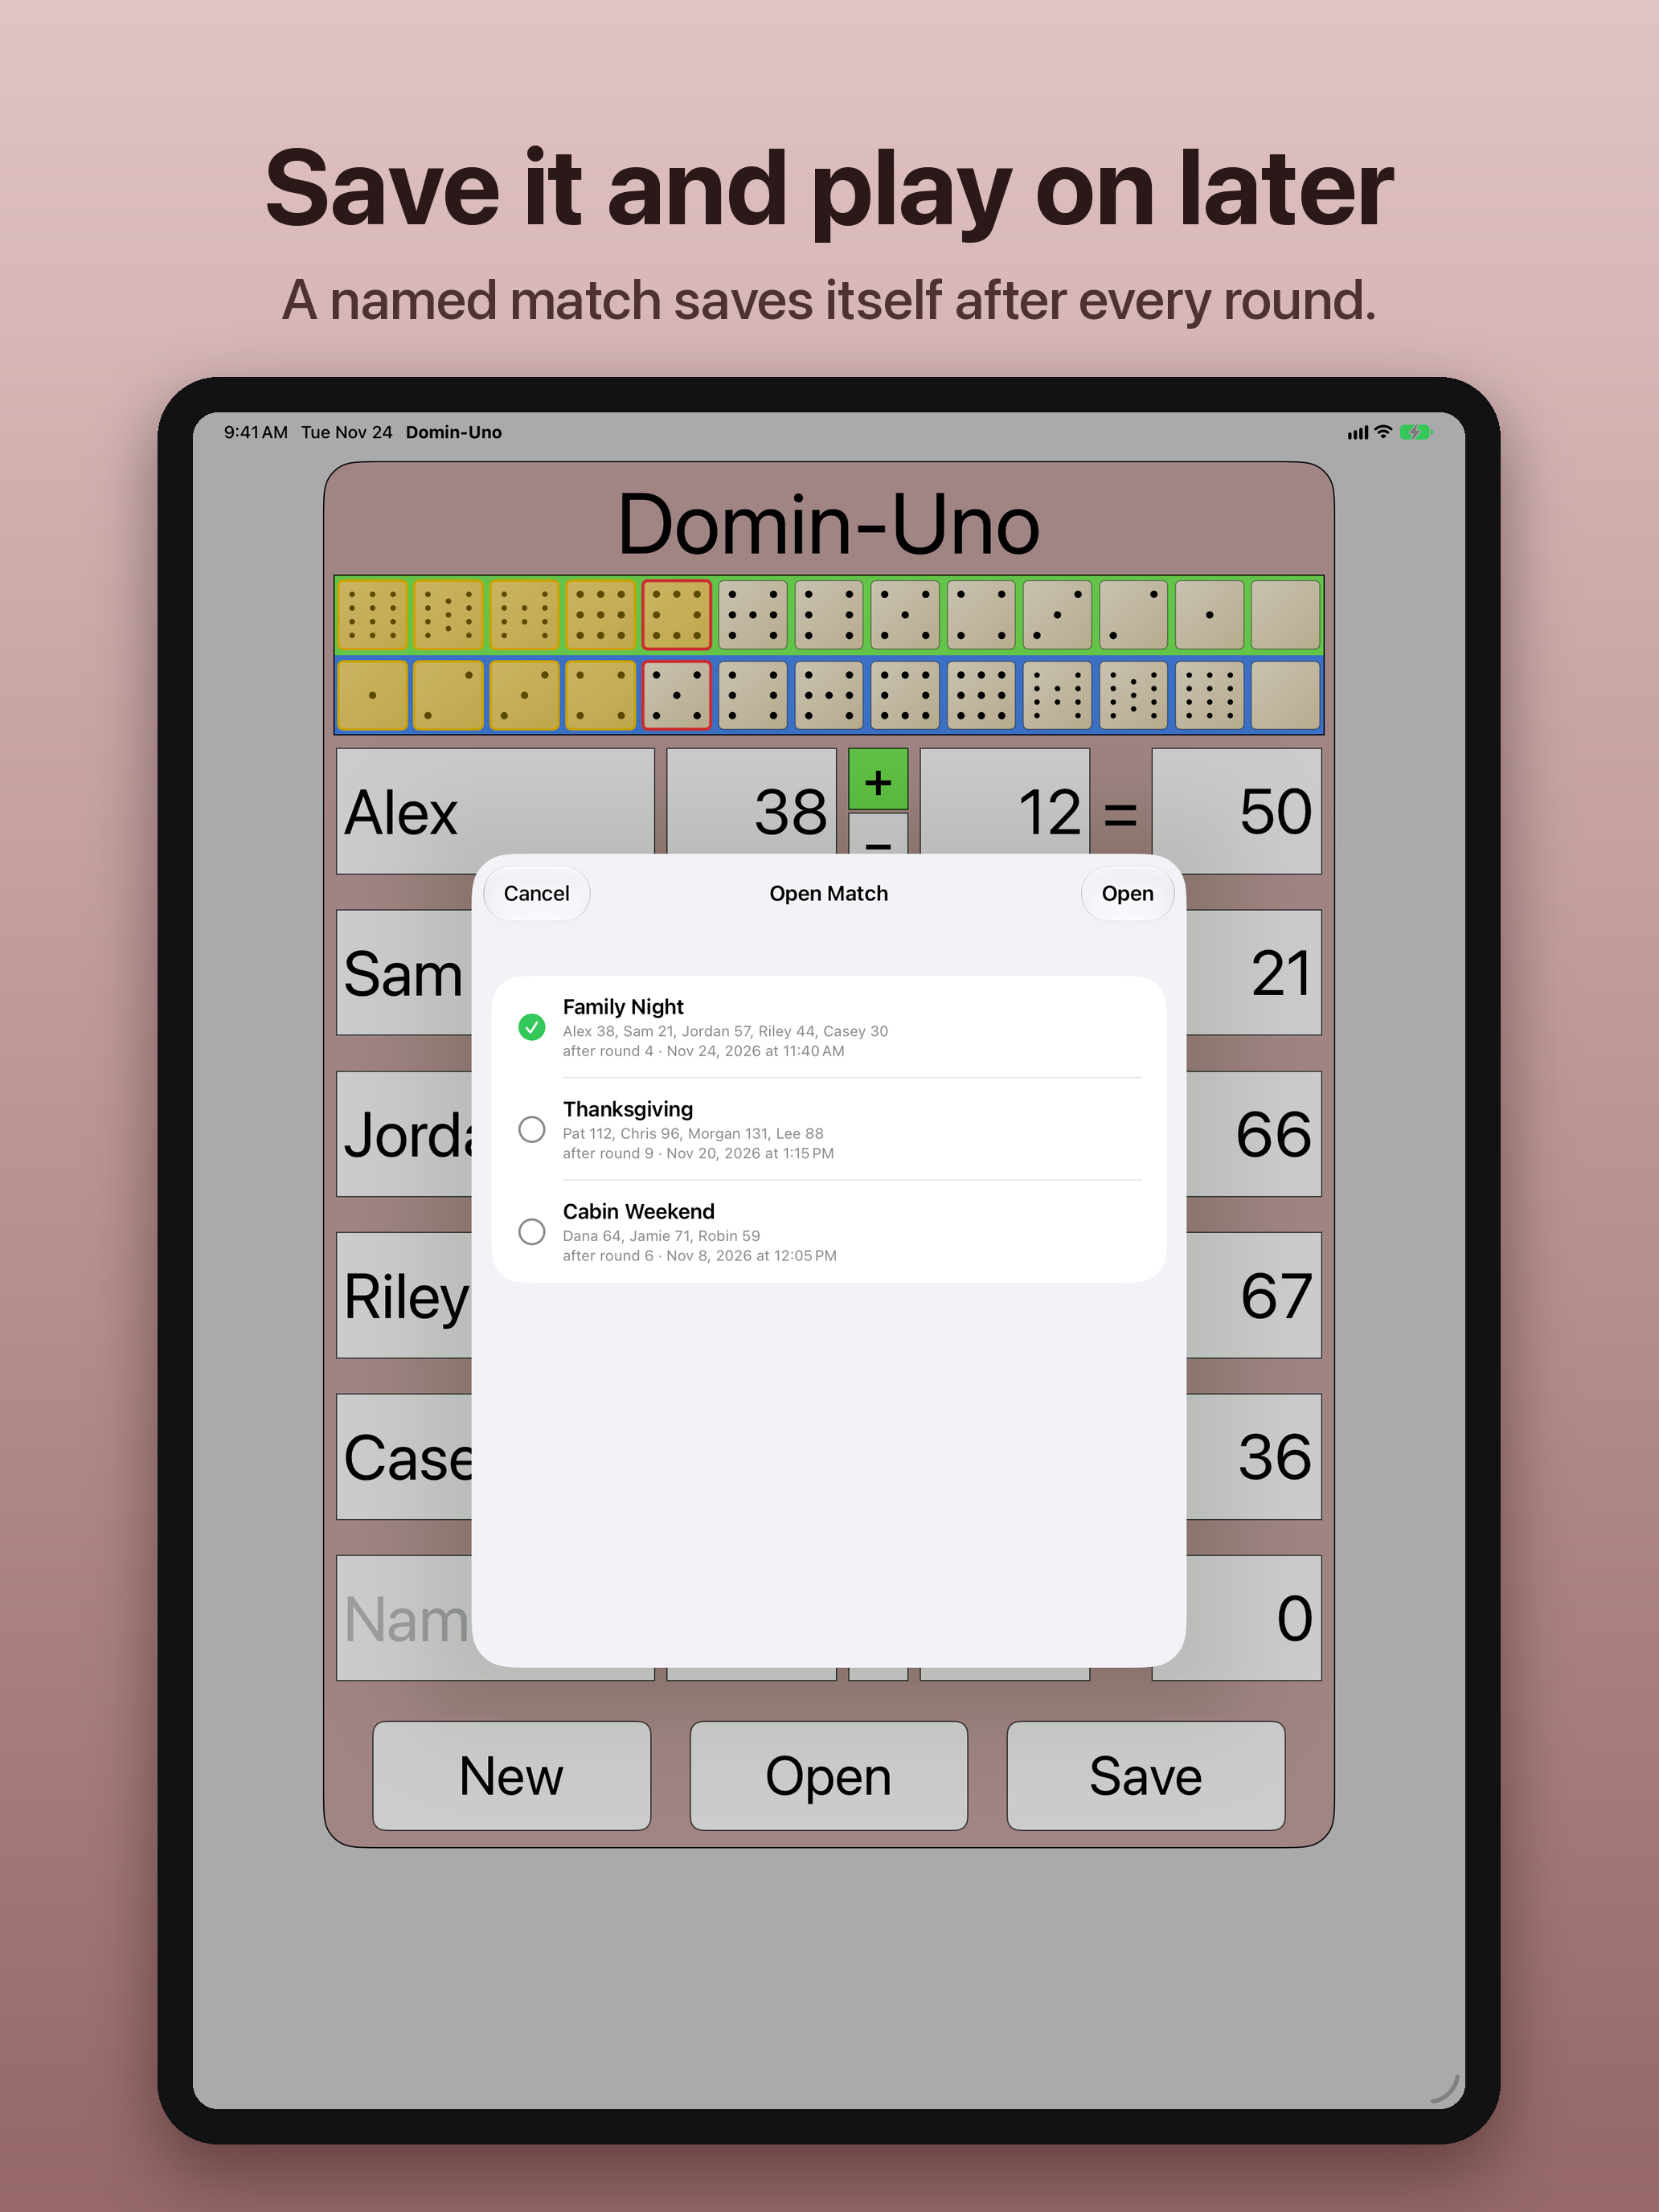 Save it and play on later
A named match saves itself after every round.
9:41 AM Tue Nov 24 Domin-Uno
Domin-Uno
Alex 38 + 12 = 50
−
Cancel Open Match Open
Sam 21
Family Night
Alex 38, Sam 21, Jordan 57, Riley 44, Casey 30
after round 4 · Nov 24, 2026 at 11:40 AM
Thanksgiving
Pat 112, Chris 96, Morgan 131, Lee 88
after round 9 · Nov 20, 2026 at 1:15 PM
Jorda 66
Cabin Weekend
Dana 64, Jamie 71, Robin 59
after round 6 · Nov 8, 2026 at 12:05 PM
Riley 67
Case 36
Nam 0
New Open Save